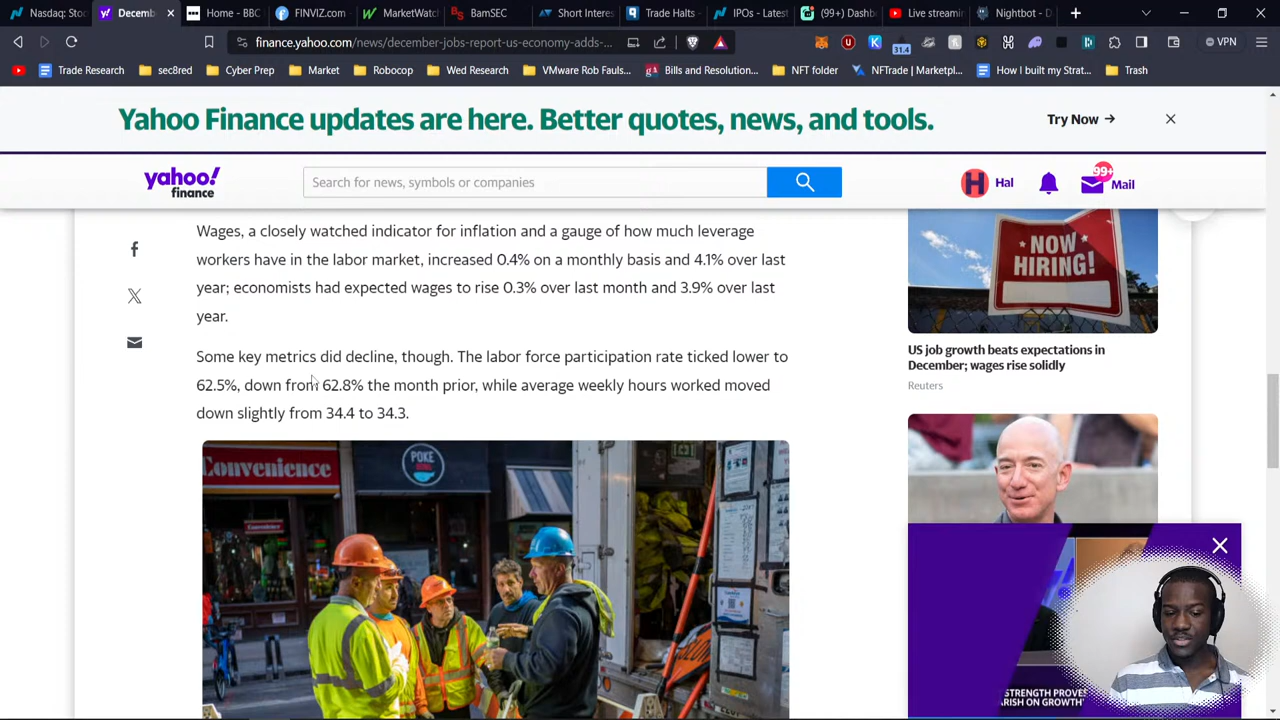 Nasdaq: Stoc
Decemb
Home - BBC
FINVIZ.com
MarketWatc
BamSEC
Short Interes
Trade Halts -
IPOs - Latest
(99+) Dashb
Live streamin
Nightbot - D
finance.yahoo.com/news/december-jobs-report-us-economy-adds-...
31.4
VPN
Trade Research
sec8red
Cyber Prep
Market
Robocop
Wed Research
VMware Rob Fauls...
Bills and Resolution...
NFT folder
NFTrade | Marketpl...
How I built my Strat...
Trash
Yahoo Finance updates are here. Better quotes, news, and tools.
Try Now →
yahoo!
finance
Search for news, symbols or companies
H
Hal
99+
Mail
Wages, a closely watched indicator for inflation and a gauge of how much leverage
workers have in the labor market, increased 0.4% on a monthly basis and 4.1% over last
year; economists had expected wages to rise 0.3% over last month and 3.9% over last
year.
Some key metrics did decline, though. The labor force participation rate ticked lower to
62.5%, down from 62.8% the month prior, while average weekly hours worked moved
down slightly from 34.4 to 34.3.
NOW
HIRING!
US job growth beats expectations in
December; wages rise solidly
Reuters
Convenience
POKE
STRENGTH PROVES
ARISH ON GROWTH